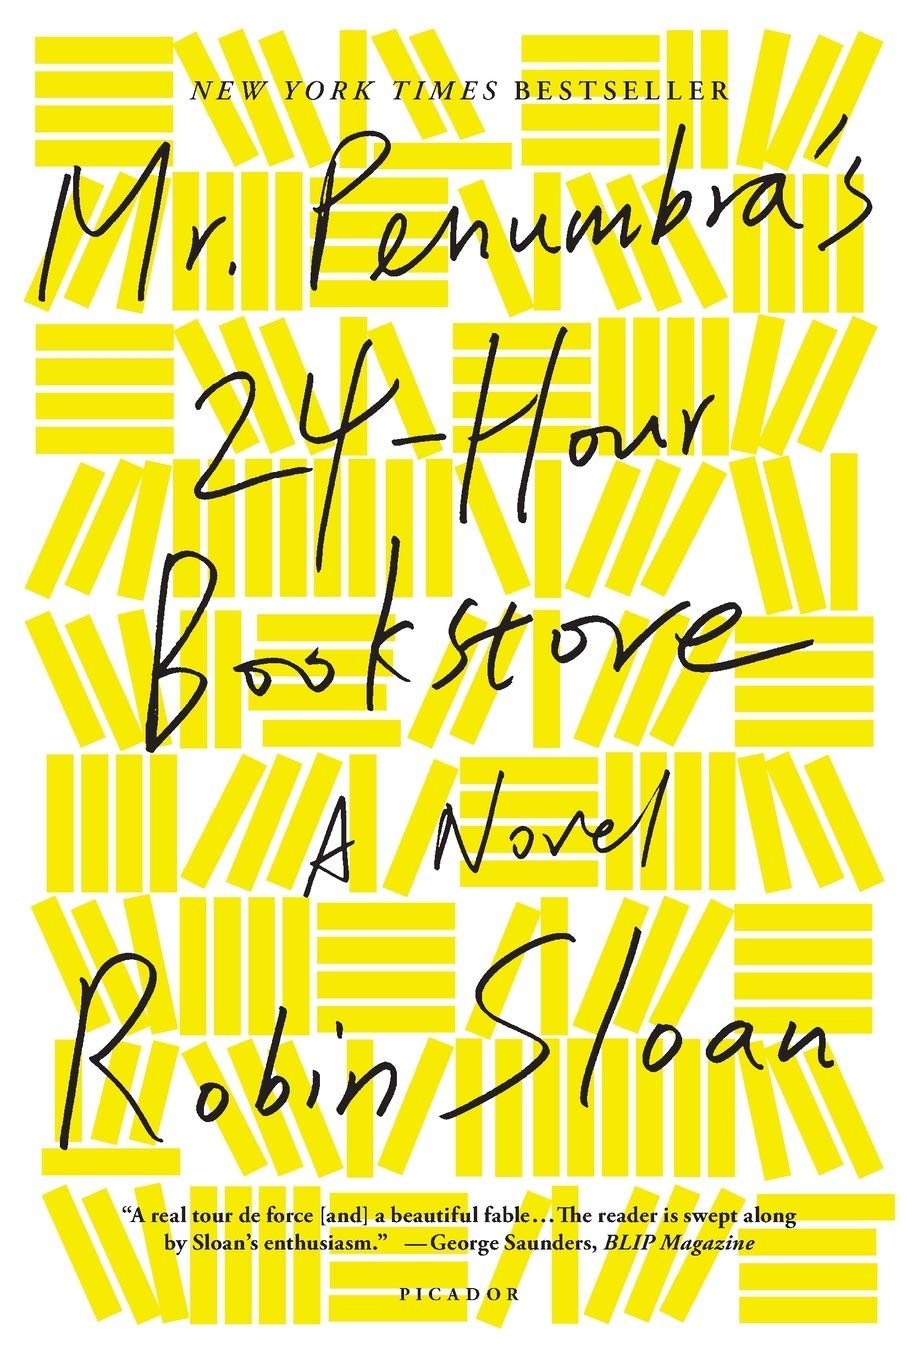 NEW YORK TIMES BESTSELLER
Mr. Penumbra's
24-Hour
Bookstore
A Novel
Robin Sloan
“A real tour de force [and] a beautiful fable…The reader is swept along
by Sloan’s enthusiasm.” —George Saunders, BLIP Magazine
PICADOR